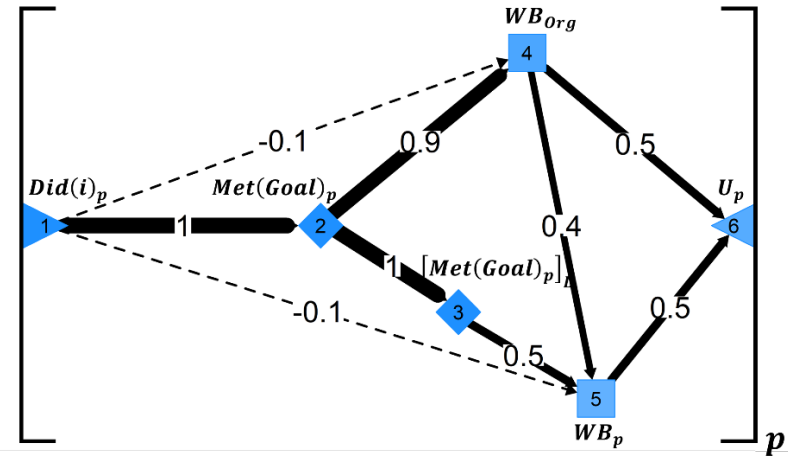 WB_Org
4
-0.1
0.9
0.5
Did(i)_p
Met(Goal)_p
U_p
1
1
2
0.4
6
1
[Met(Goal)_p]
-0.1
3
0.5
0.5
5
WB_p
p